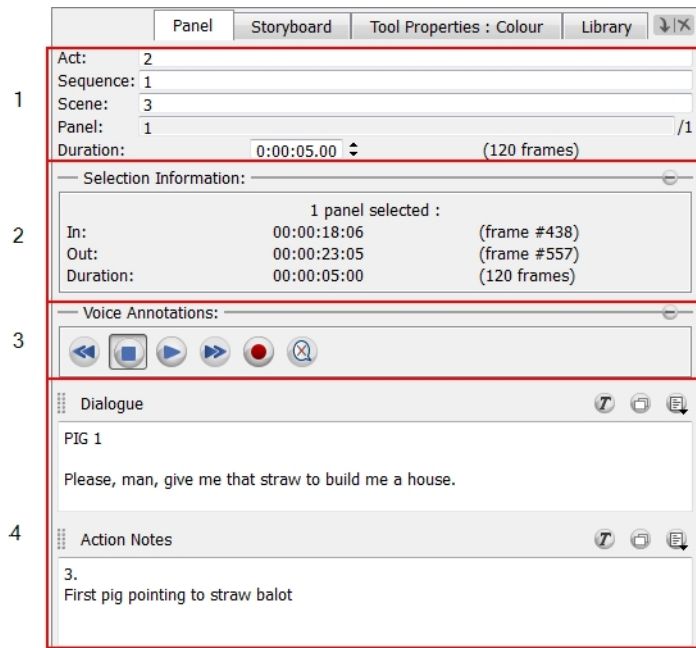 Panel Storyboard Tool Properties : Colour Library
1
Act: 2
Sequence: 1
Scene: 3
Panel: 1 /1
Duration: 0:00:05.00 (120 frames)
2
Selection Information:
1 panel selected :
In: 00:00:18:06 (frame #438)
Out: 00:00:23:05 (frame #557)
Duration: 00:00:05:00 (120 frames)
3
Voice Annotations:
4
Dialogue T
PIG 1
Please, man, give me that straw to build me a house.
Action Notes T
3.
First pig pointing to straw balot